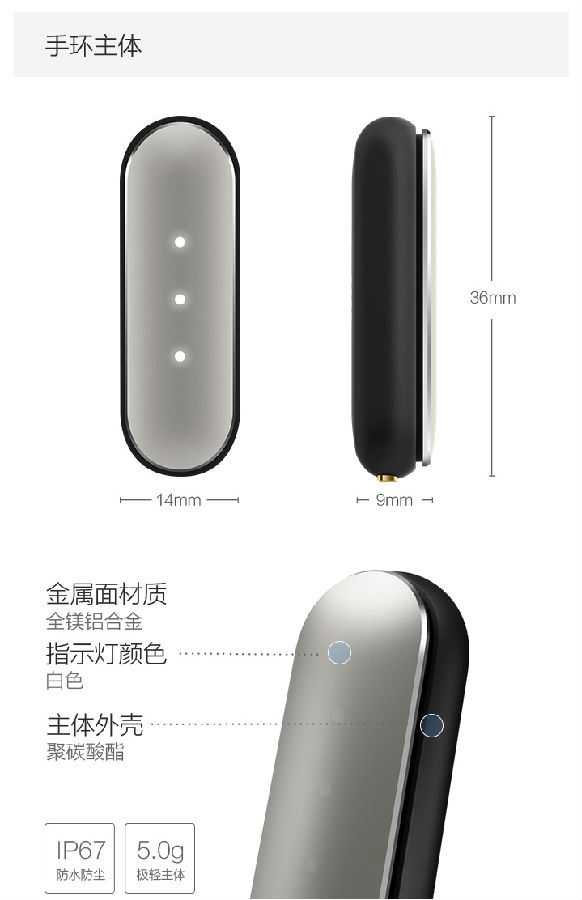 手环主体
36mm
14mm
9mm
金属面材质
全镁铝合金
指示灯颜色
白色
主体外壳
聚碳酸酯
IP67
防水防尘
5.0g
极轻主体